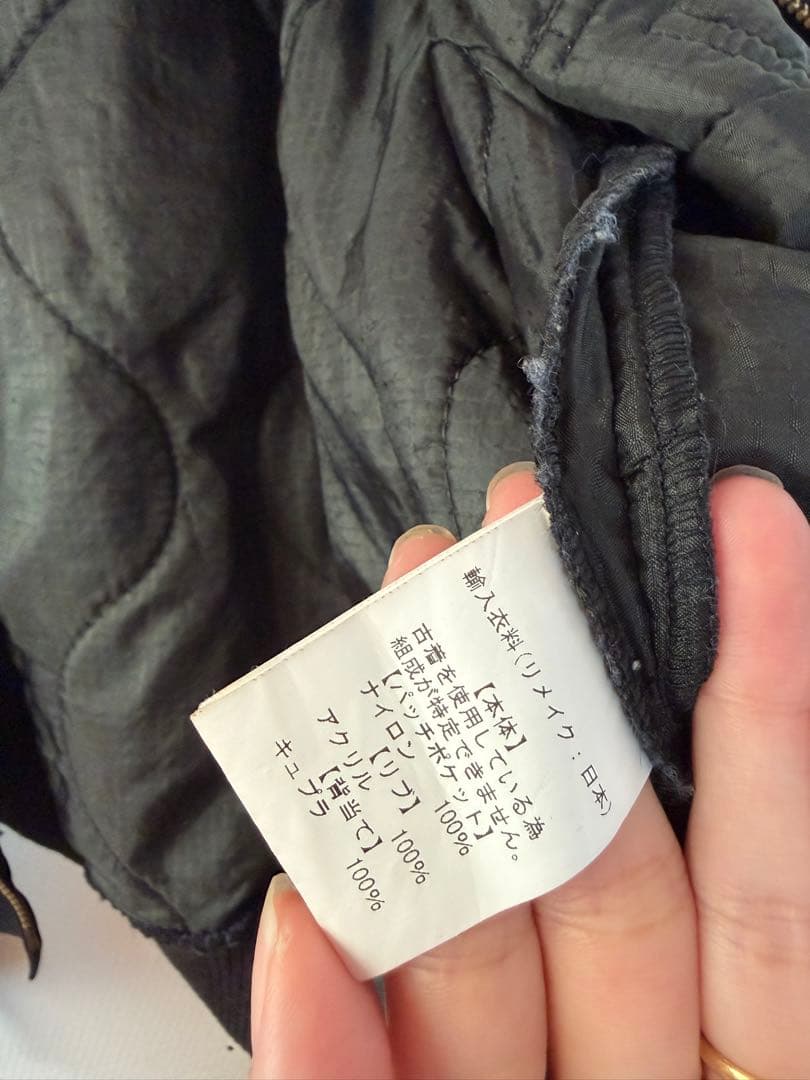 輸入衣料(リメイク:日本)
【本体】
古着を使用している為
組成が特定できません。
【パッチポケット】
ナイロン 100%
【リブ】
アクリル 100%
【背当て】
キュプラ 100%